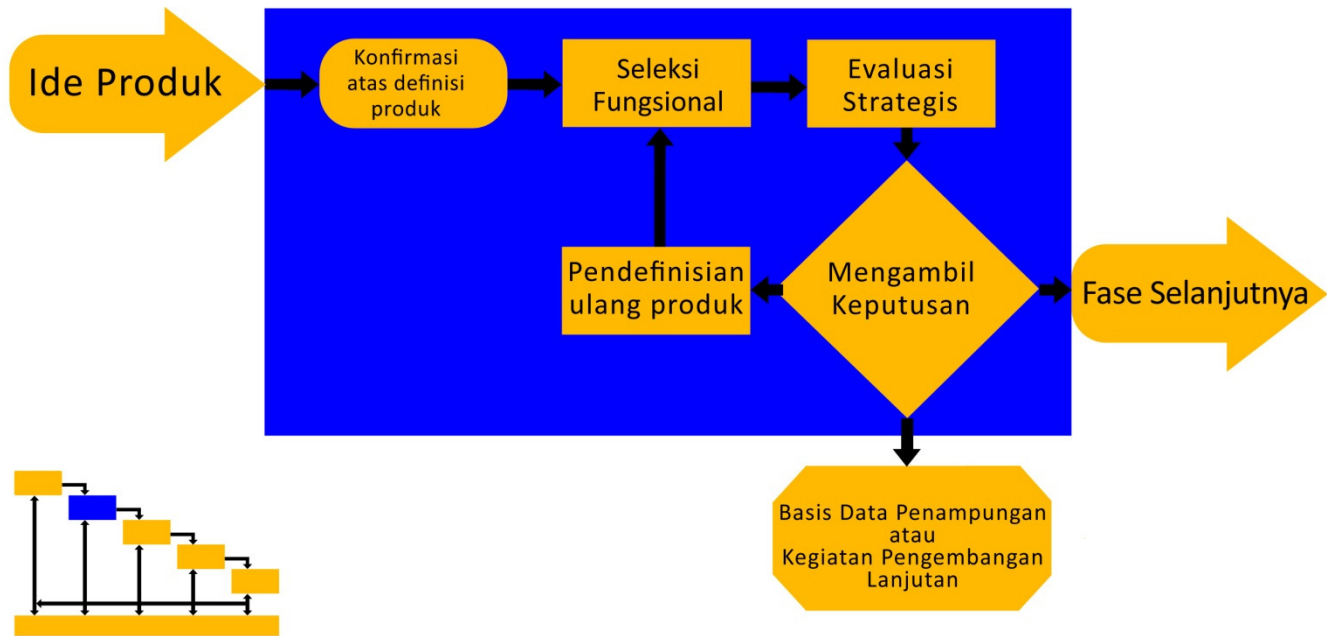 Ide Produk
Konfirmasi
atas definisi
produk
Seleksi
Fungsional
Evaluasi
Strategis
Pendefinisian
ulang produk
Mengambil
Keputusan
Fase Selanjutnya
Basis Data Penampungan
atau
Kegiatan Pengembangan
Lanjutan